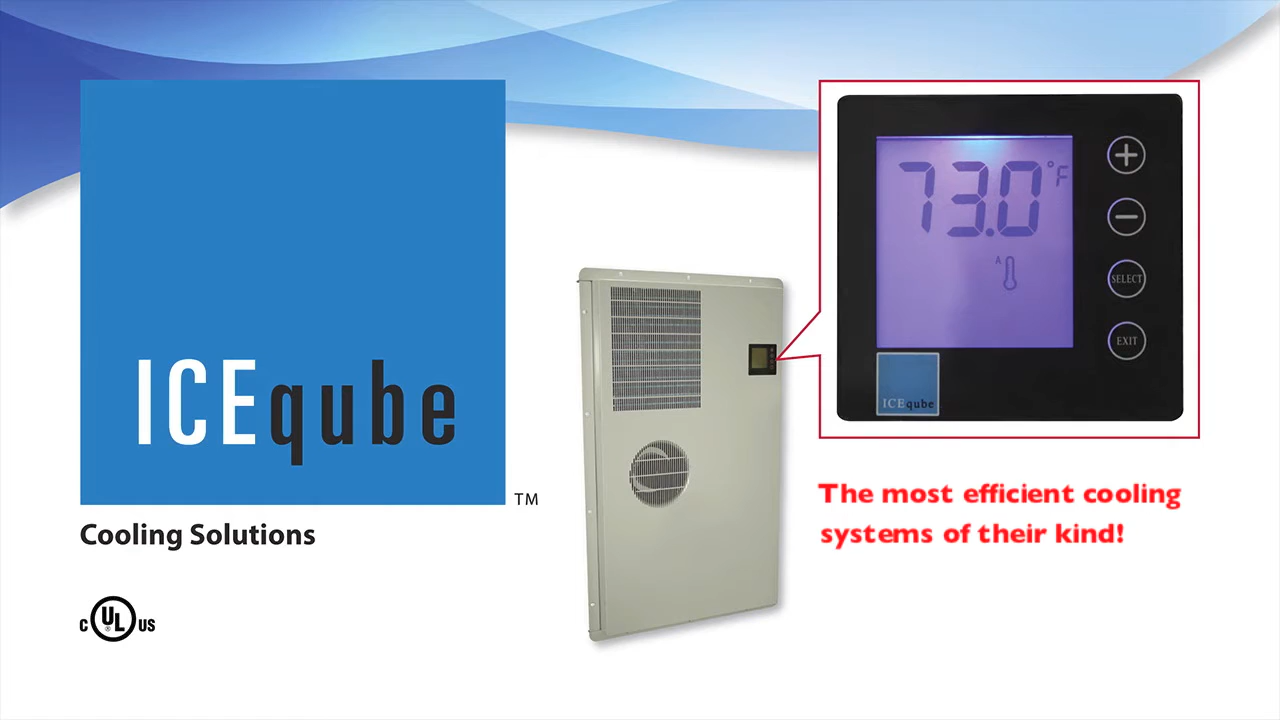 ICEqube
TM
Cooling Solutions
C UL ® US
73.0 °F
A
+
−
SELECT
EXIT
ICEqube
The most efficient cooling
systems of their kind!